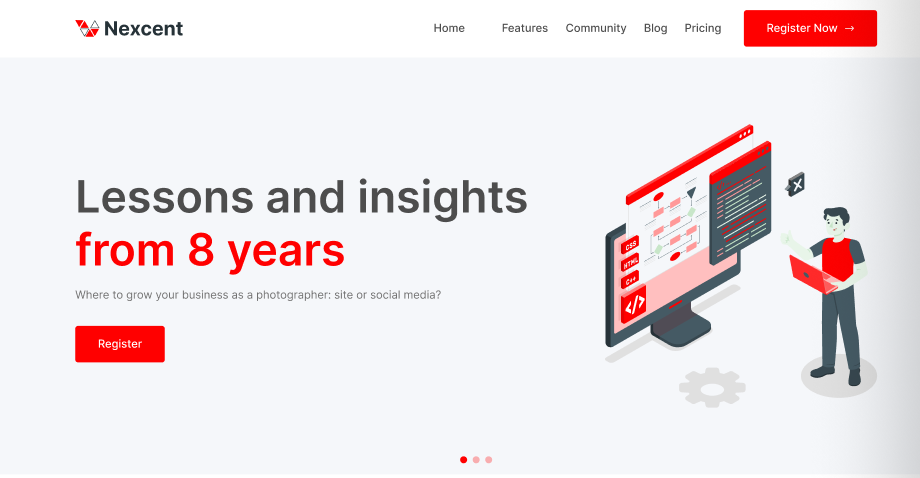 Nexcent
Home Features Community Blog Pricing Register Now →
Lessons and insights
from 8 years
Where to grow your business as a photographer: site or social media?
Register
CSS
HTML
C++
</>